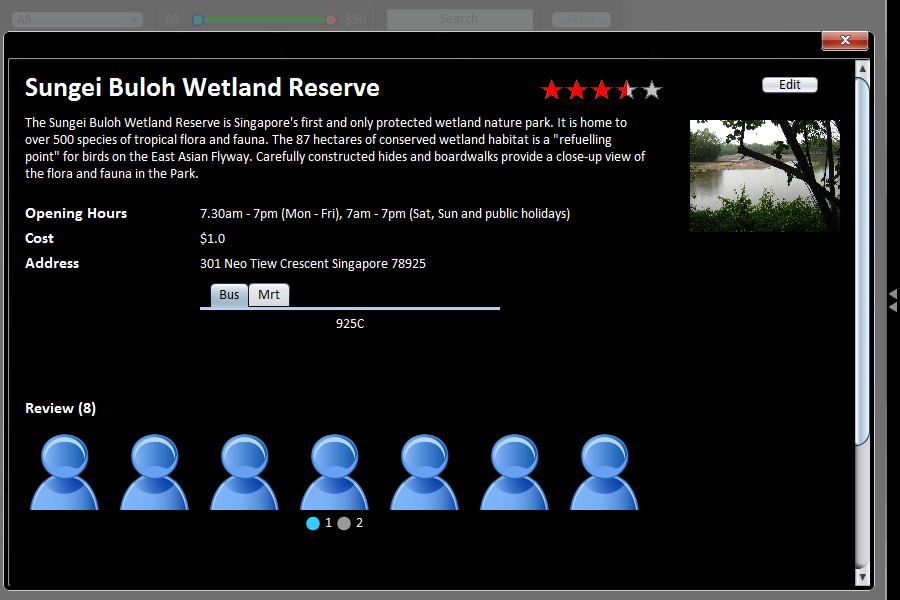 All $0 $50 Search Filter
Sungei Buloh Wetland Reserve
Edit
The Sungei Buloh Wetland Reserve is Singapore's first and only protected wetland nature park. It is home to
over 500 species of tropical flora and fauna. The 87 hectares of conserved wetland habitat is a "refuelling
point" for birds on the East Asian Flyway. Carefully constructed hides and boardwalks provide a close-up view of
the flora and fauna in the Park.
Opening Hours 7.30am - 7pm (Mon - Fri), 7am - 7pm (Sat, Sun and public holidays)
Cost $1.0
Address 301 Neo Tiew Crescent Singapore 78925
Bus Mrt
925C
Review (8)
1 2